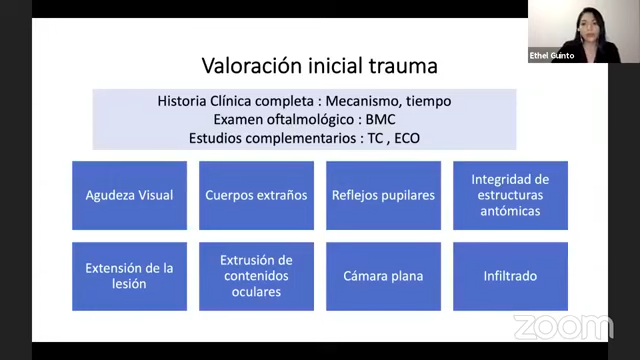 Ethel Guinto
Valoración inicial trauma
Historia Clínica completa : Mecanismo, tiempo
Examen oftalmológico : BMC
Estudios complementarios : TC , ECO
Agudeza Visual
Cuerpos extraños
Reflejos pupilares
Integridad de
estructuras
antómicas
Extensión de la
lesión
Extrusión de
contenidos
oculares
Cámara plana
Infiltrado
zoom